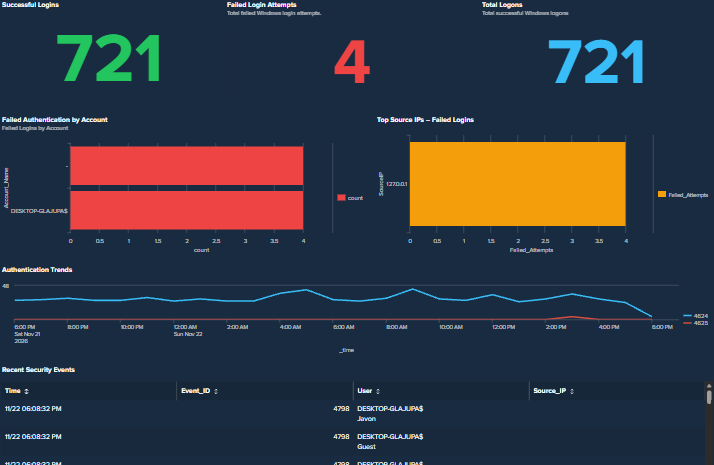 Successful Logins
Failed Login Attempts
Total failed Windows login attempts.
Total Logons
Total successful Windows logons
721
4
721
Failed Authentication by Account
Failed Logins by Account
Account_Name
-
DESKTOP-GLAJUPA$
0 0.5 1 1.5 2 2.5 3 3.5 4
count
count
Top Source IPs – Failed Logins
SourceIP
127.0.0.1
0 0.5 1 1.5 2 2.5 3 3.5 4
Failed_Attempts
Failed_Attempts
Authentication Trends
48
6:00 PM 8:00 PM 10:00 PM 12:00 AM 2:00 AM 4:00 AM 6:00 AM 8:00 AM 10:00 AM 12:00 PM 2:00 PM 4:00 PM 6:00 PM
Sat Nov 21 Sun Nov 22
2026
_time
4624
4625
Recent Security Events
Time Event_ID User Source_IP
11/22 06:08:32 PM 4798 DESKTOP-GLAJUPA$
Javon
11/22 06:08:32 PM 4798 DESKTOP-GLAJUPA$
Guest
11/22 06:08:32 PM 4798 DESKTOP-GLAJUPA$